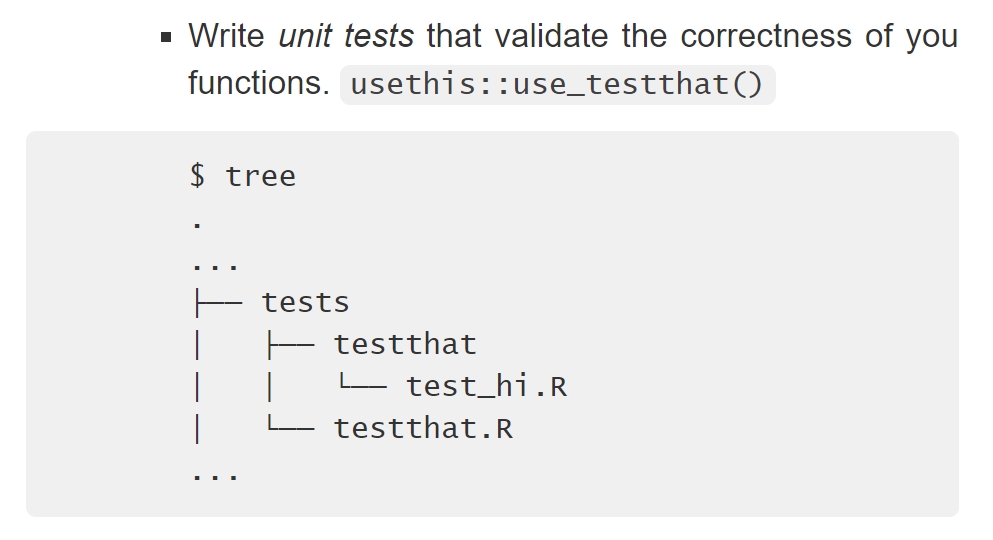 ▪ Write unit tests that validate the correctness of you
functions. usethis::use_testthat()
$ tree
.
...
├── tests
│   ├── testthat
│   │   └── test_hi.R
│   └── testthat.R
...